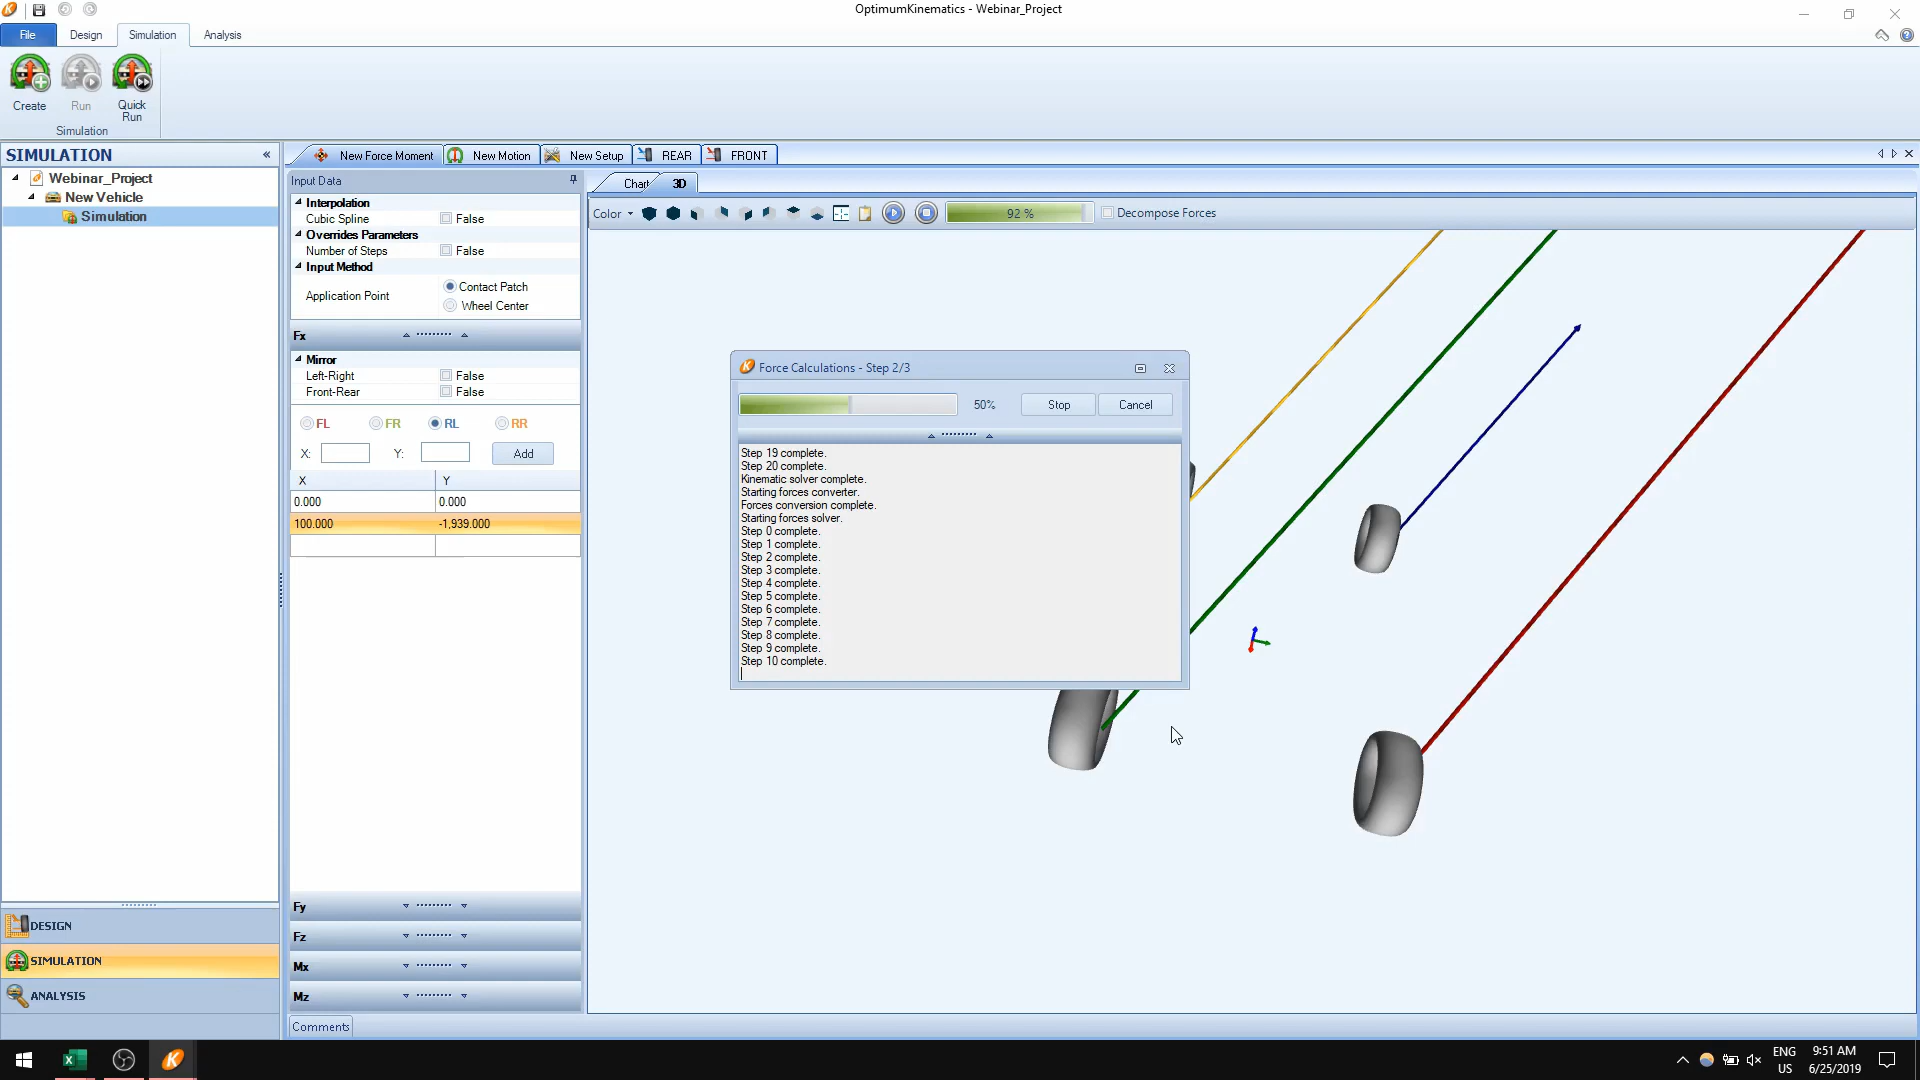 OptimumKinematics - Webinar_Project
File
Design
Simulation
Analysis
Create
Run
Quick
Run
Simulation
SIMULATION
«
Webinar_Project
New Vehicle
Simulation
DESIGN
SIMULATION
ANALYSIS
New Force Moment
New Motion
New Setup
REAR
FRONT
Input Data
Interpolation
Cubic Spline False
Overrides Parameters
Number of Steps False
Input Method
Application Point
Contact Patch
Wheel Center
Fx
Mirror
Left-Right False
Front-Rear False
FL FR RL RR
X: Y: Add
X Y
0.000 0.000
100.000 -1,939.000
Fy
Fz
Mx
Mz
Comments
Chart
3D
Color
92 %
Decompose Forces
Force Calculations - Step 2/3
50%
Stop
Cancel
Step 19 complete.
Step 20 complete.
Kinematic solver complete.
Starting forces converter.
Forces conversion complete.
Starting forces solver.
Step 0 complete.
Step 1 complete.
Step 2 complete.
Step 3 complete.
Step 4 complete.
Step 5 complete.
Step 6 complete.
Step 7 complete.
Step 8 complete.
Step 9 complete.
Step 10 complete.
ENG
US
9:51 AM
6/25/2019